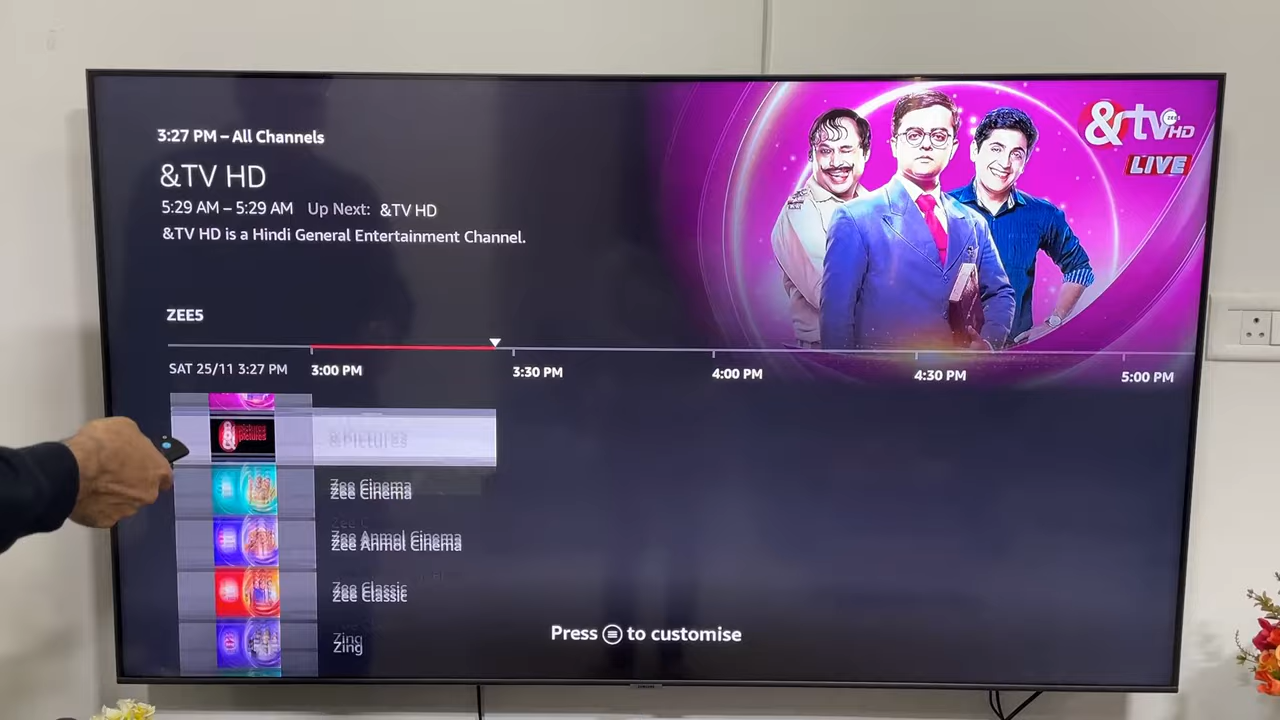 3:27 PM – All Channels
&TV HD
5:29 AM – 5:29 AM Up Next: &TV HD
&TV HD is a Hindi General Entertainment Channel.
&tv ZEE HD
LIVE
ZEE5
SAT 25/11 3:27 PM 3:00 PM 3:30 PM 4:00 PM 4:30 PM 5:00 PM
&pictures
Zee Cinema
Zee Anmol Cinema
Zee Classic
Zing
Press to customise
SAMSUNG